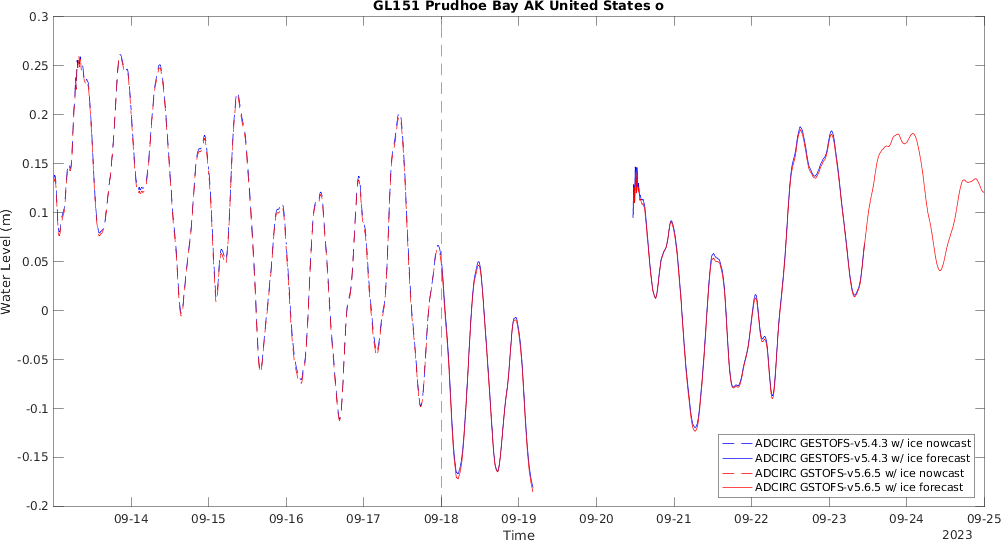 GL151 Prudhoe Bay AK United States o
0.3
0.25
0.2
0.15
0.1
0.05
0
-0.05
-0.1
-0.15
-0.2
Water Level (m)
ADCIRC GESTOFS-v5.4.3 w/ ice nowcast
ADCIRC GESTOFS-v5.4.3 w/ ice forecast
ADCIRC GSTOFS-v5.6.5 w/ ice nowcast
ADCIRC GSTOFS-v5.6.5 w/ ice forecast
09-14 09-15 09-16 09-17 09-18 09-19 09-20 09-21 09-22 09-23 09-24 09-25
Time
2023